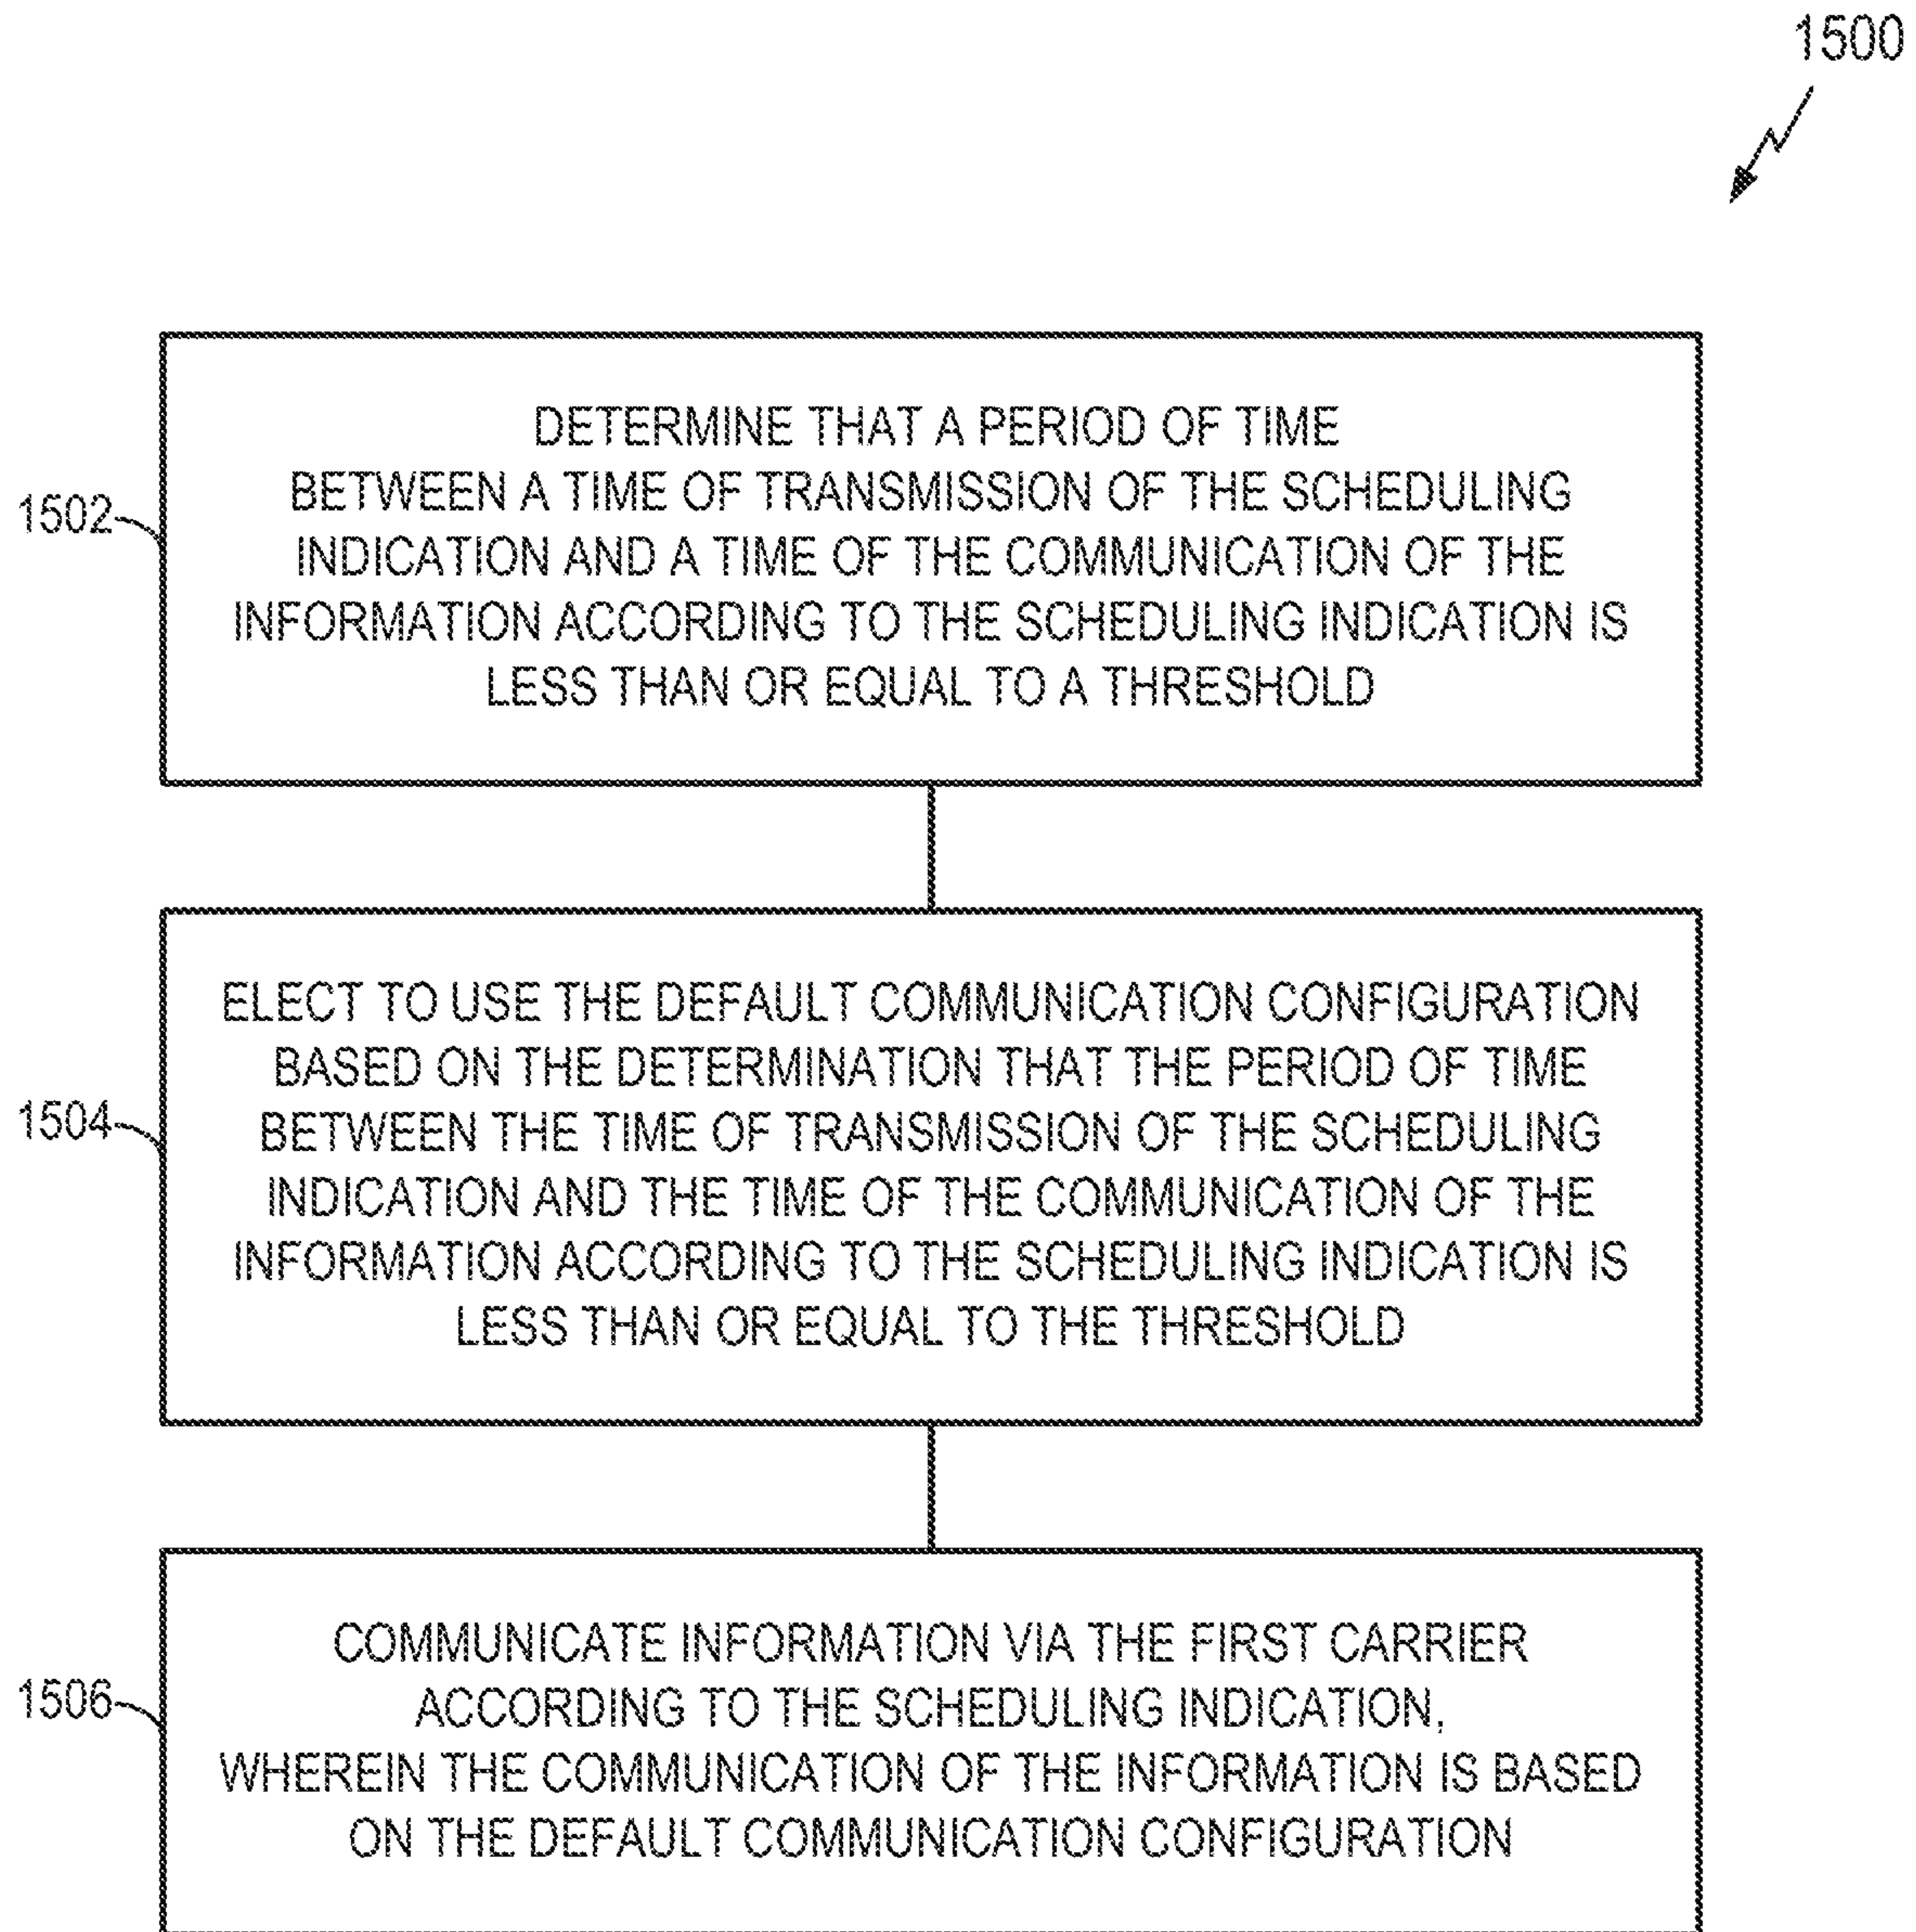 1500
1502
DETERMINE THAT A PERIOD OF TIME
BETWEEN A TIME OF TRANSMISSION OF THE SCHEDULING
INDICATION AND A TIME OF THE COMMUNICATION OF THE
INFORMATION ACCORDING TO THE SCHEDULING INDICATION IS
LESS THAN OR EQUAL TO A THRESHOLD
1504
ELECT TO USE THE DEFAULT COMMUNICATION CONFIGURATION
BASED ON THE DETERMINATION THAT THE PERIOD OF TIME
BETWEEN THE TIME OF TRANSMISSION OF THE SCHEDULING
INDICATION AND THE TIME OF THE COMMUNICATION OF THE
INFORMATION ACCORDING TO THE SCHEDULING INDICATION IS
LESS THAN OR EQUAL TO THE THRESHOLD
1506
COMMUNICATE INFORMATION VIA THE FIRST CARRIER
ACCORDING TO THE SCHEDULING INDICATION,
WHEREIN THE COMMUNICATION OF THE INFORMATION IS BASED
ON THE DEFAULT COMMUNICATION CONFIGURATION